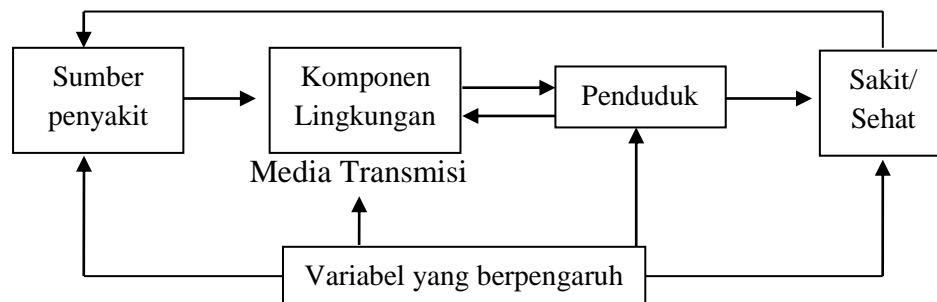 Sumber
penyakit
Komponen
Lingkungan
Penduduk
Sakit/
Sehat
Media Transmisi
Variabel yang berpengaruh